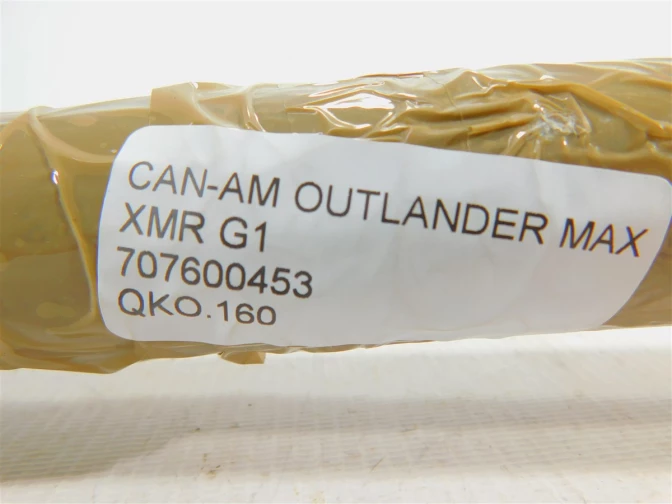 CAN-AM OUTLANDER MAX
XMR G1
707600453
QKO.160